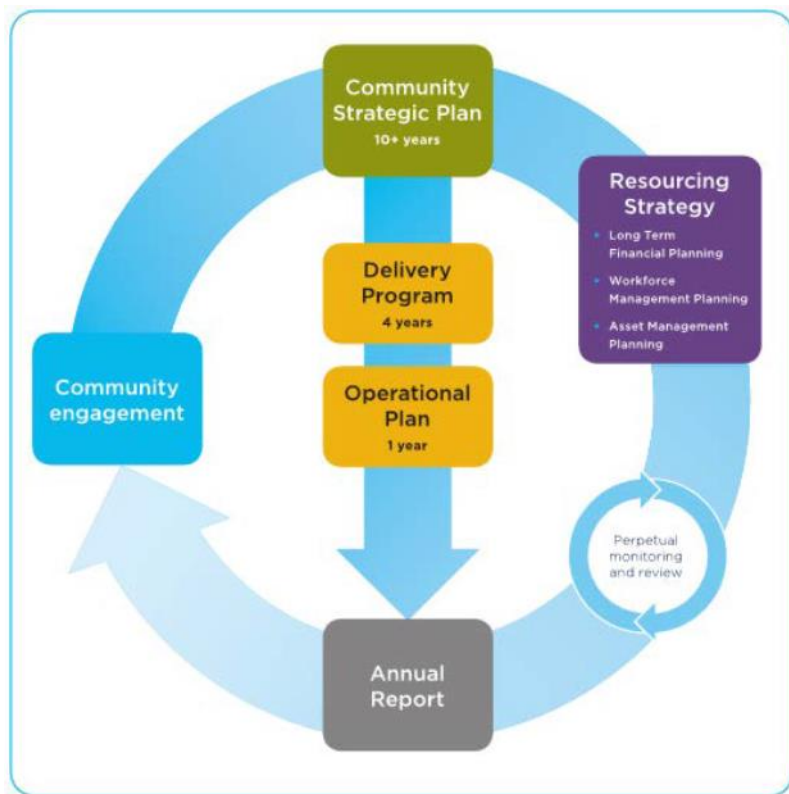 Community
Strategic Plan
10+ years
Resourcing
Strategy
• Long Term
Financial Planning
• Workforce
Management Planning
• Asset Management
Planning
Delivery
Program
4 years
Community
engagement
Operational
Plan
1 year
Perpetual
monitoring
and review
Annual
Report